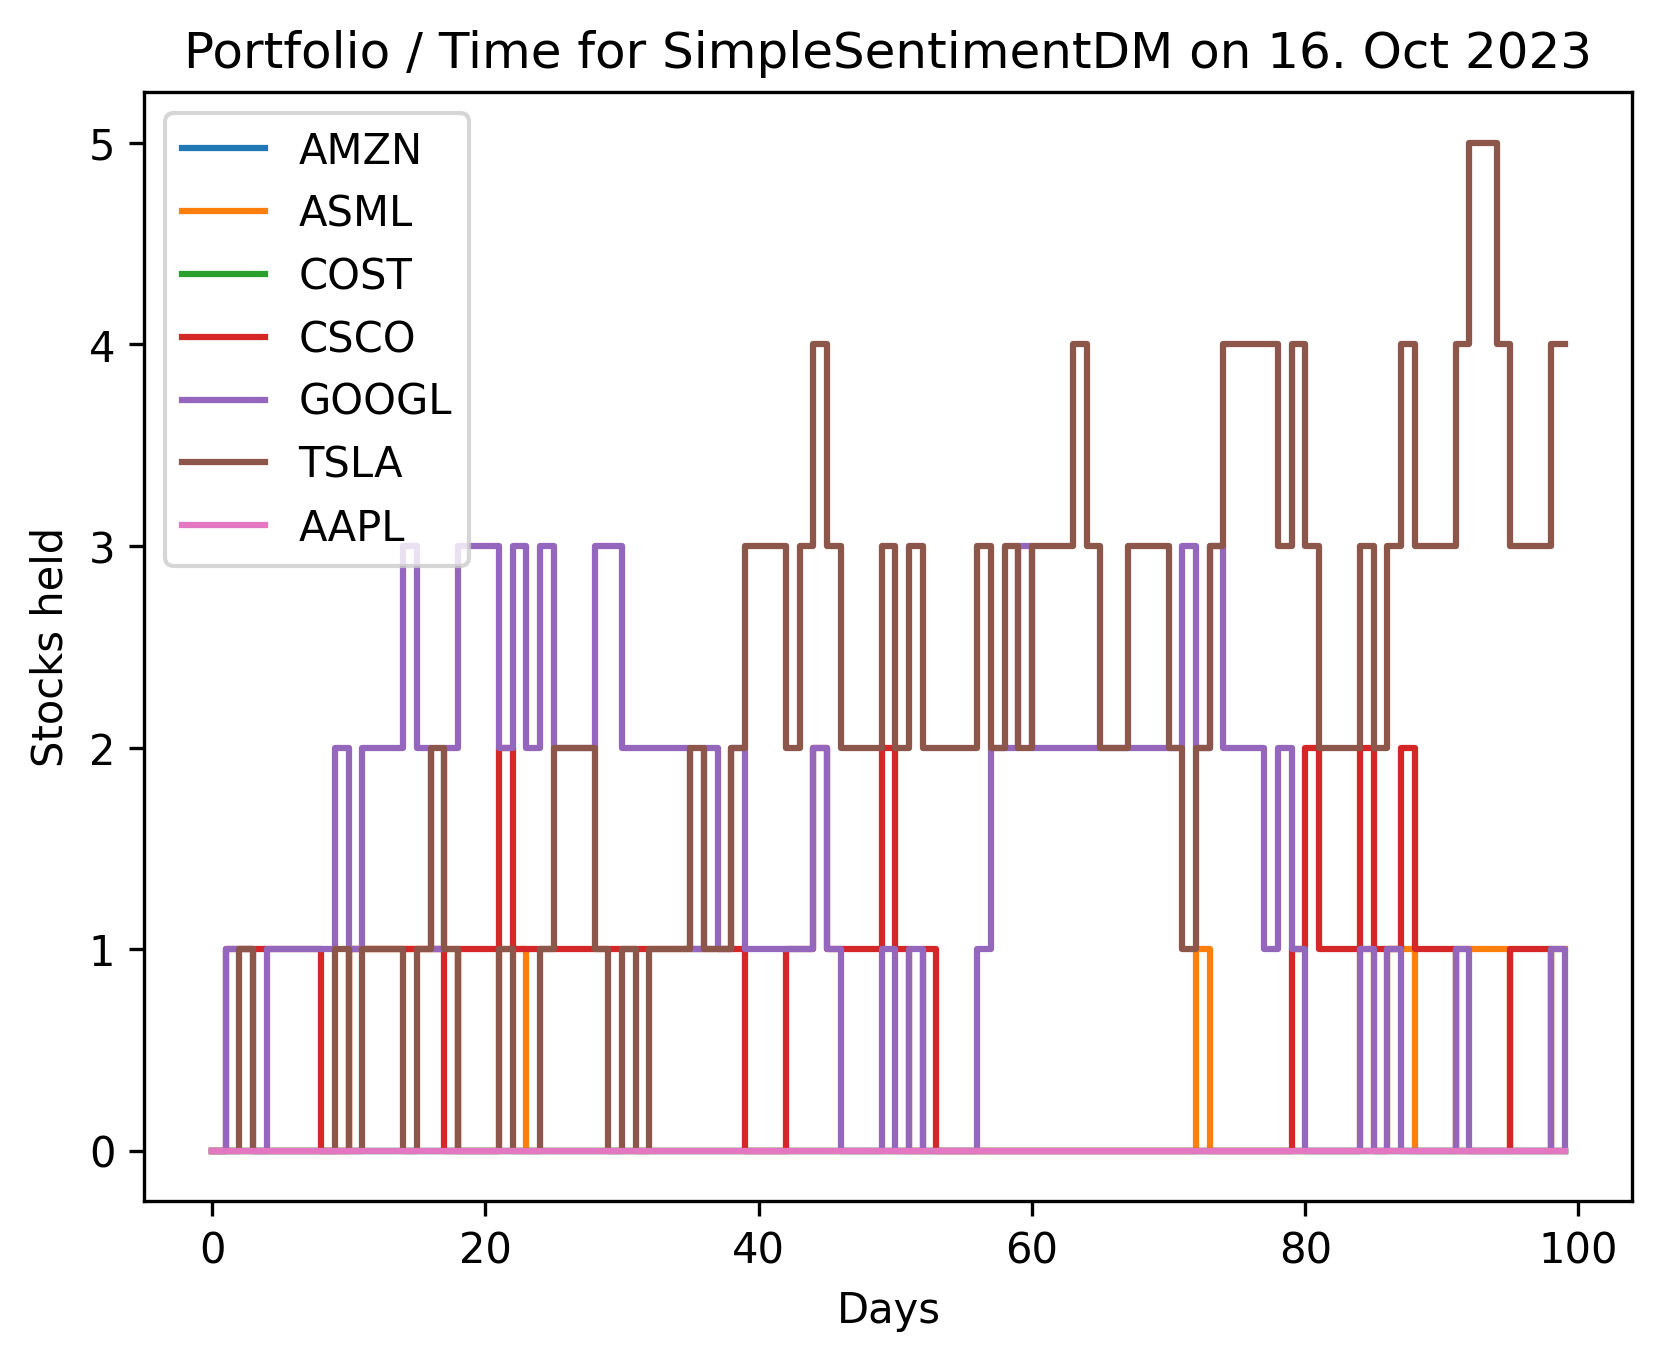 Portfolio / Time for SimpleSentimentDM on 16. Oct 2023
AMZN
ASML
COST
CSCO
GOOGL
TSLA
AAPL
Stocks held
5
4
3
2
1
0
0 20 40 60 80 100
Days